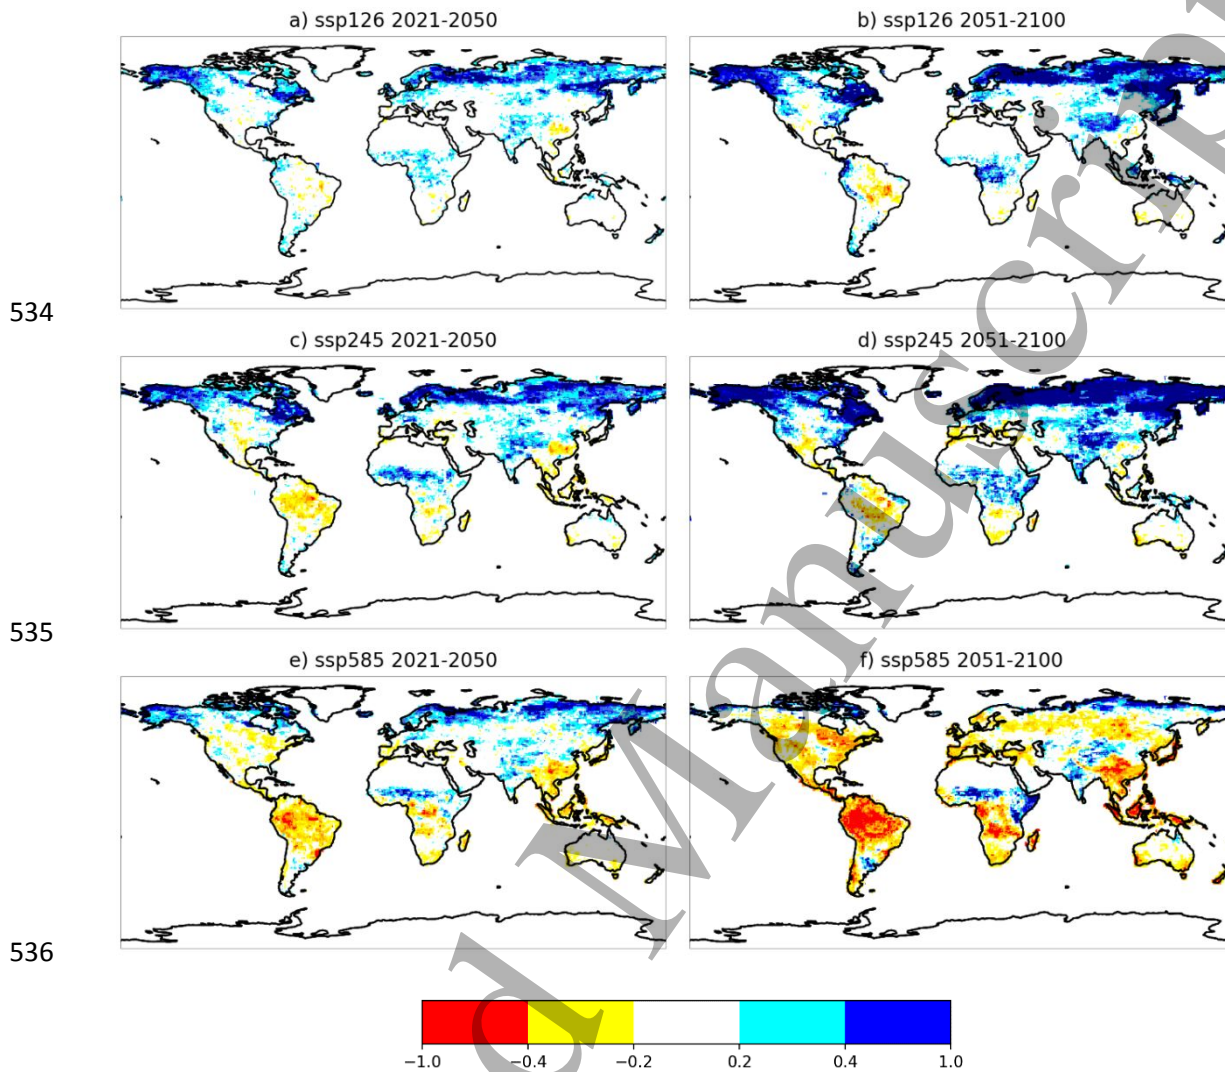 a) ssp126 2021-2050
b) ssp126 2051-2100
534
c) ssp245 2021-2050
d) ssp245 2051-2100
535
e) ssp585 2021-2050
f) ssp585 2051-2100
536
−1.0 −0.4 −0.2 0.2 0.4 1.0
d Manuscrip